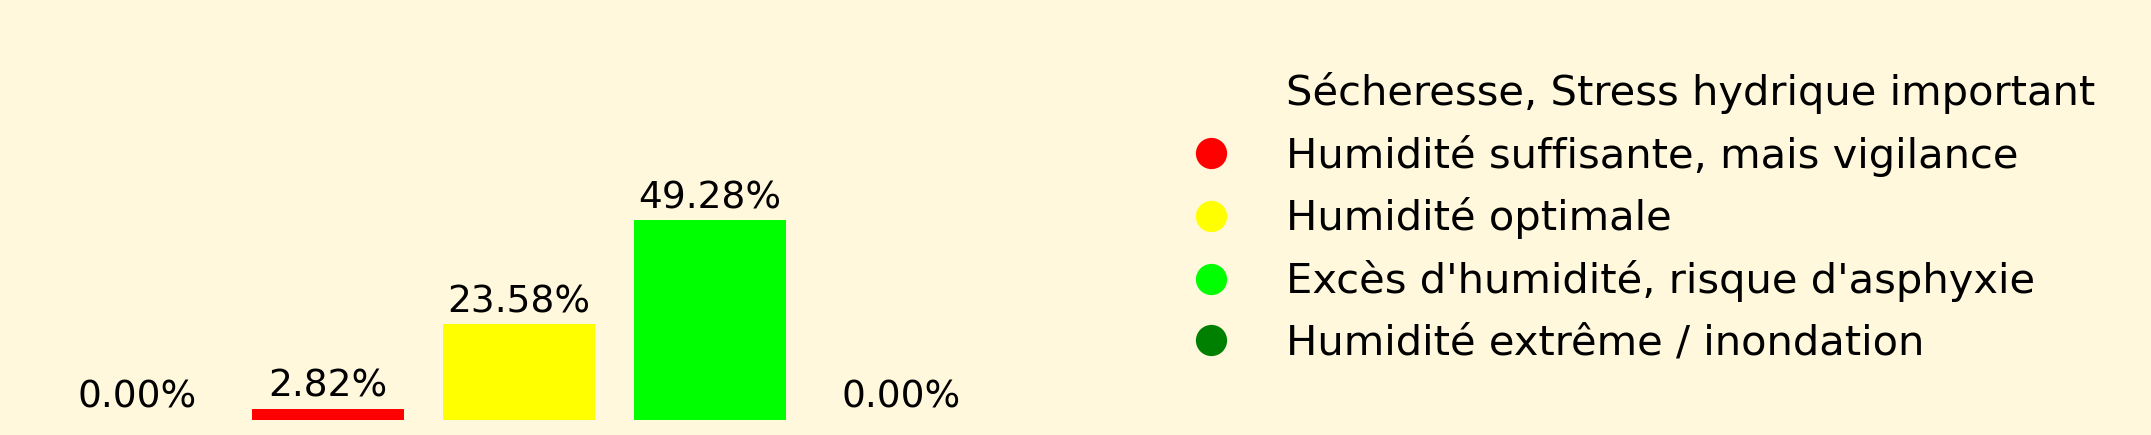 0.00%
2.82%
23.58%
49.28%
0.00%
Sécheresse, Stress hydrique important
Humidité suffisante, mais vigilance
Humidité optimale
Excès d'humidité, risque d'asphyxie
Humidité extrême / inondation